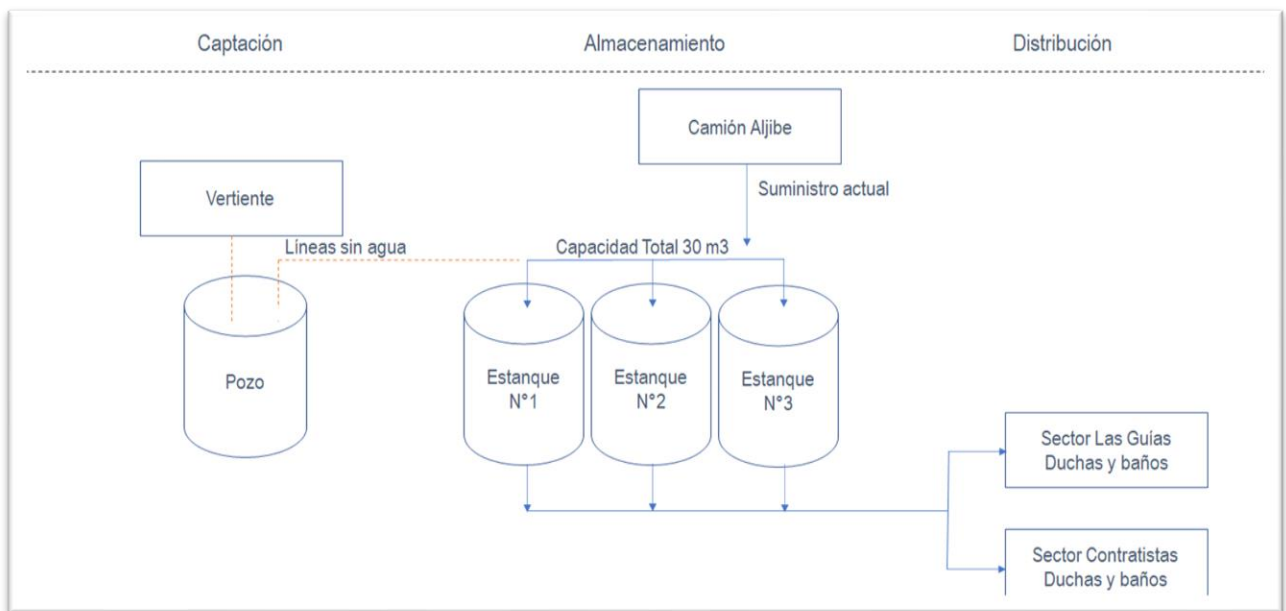 Captación
Almacenamiento
Distribución
Camión Aljibe
Suministro actual
Vertiente
Líneas sin agua
Capacidad Total 30 m3
Pozo
Estanque
N°1
Estanque
N°2
Estanque
N°3
Sector Las Guías
Duchas y baños
Sector Contratistas
Duchas y baños